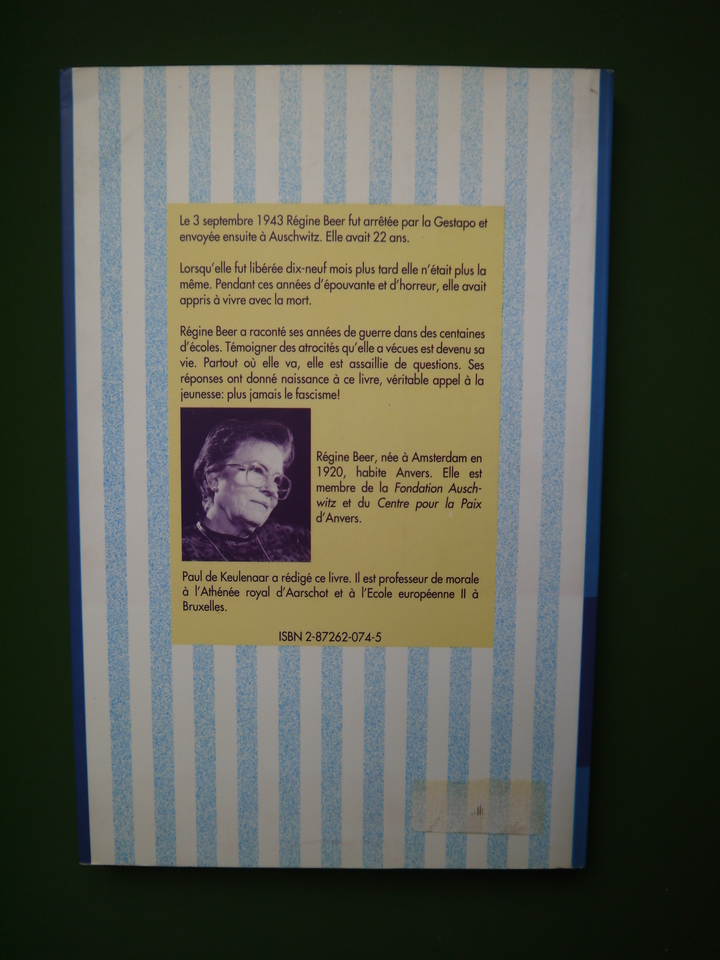 Le 3 septembre 1943 Régine Beer fut arrêtée par la Gestapo et
envoyée ensuite à Auschwitz. Elle avait 22 ans.
Lorsqu'elle fut libérée dix-neuf mois plus tard elle n'était plus la
même. Pendant ces années d'épouvante et d'horreur, elle avait
appris à vivre avec la mort.
Régine Beer a raconté ses années de guerre dans des centaines
d'écoles. Témoigner des atrocités qu'elle a vécues est devenu sa
vie. Partout où elle va, elle est assaillie de questions. Ses
réponses ont donné naissance à ce livre, véritable appel à la
jeunesse: plus jamais le fascisme!
Régine Beer, née à Amsterdam en
1920, habite Anvers. Elle est
membre de la Fondation Ausch-
witz et du Centre pour la Paix
d'Anvers.
Paul de Keulenaar a rédigé ce livre. Il est professeur de morale
à l'Athénée royal d'Aarschot et à l'Ecole européenne II à
Bruxelles.
ISBN 2-87262-074-5